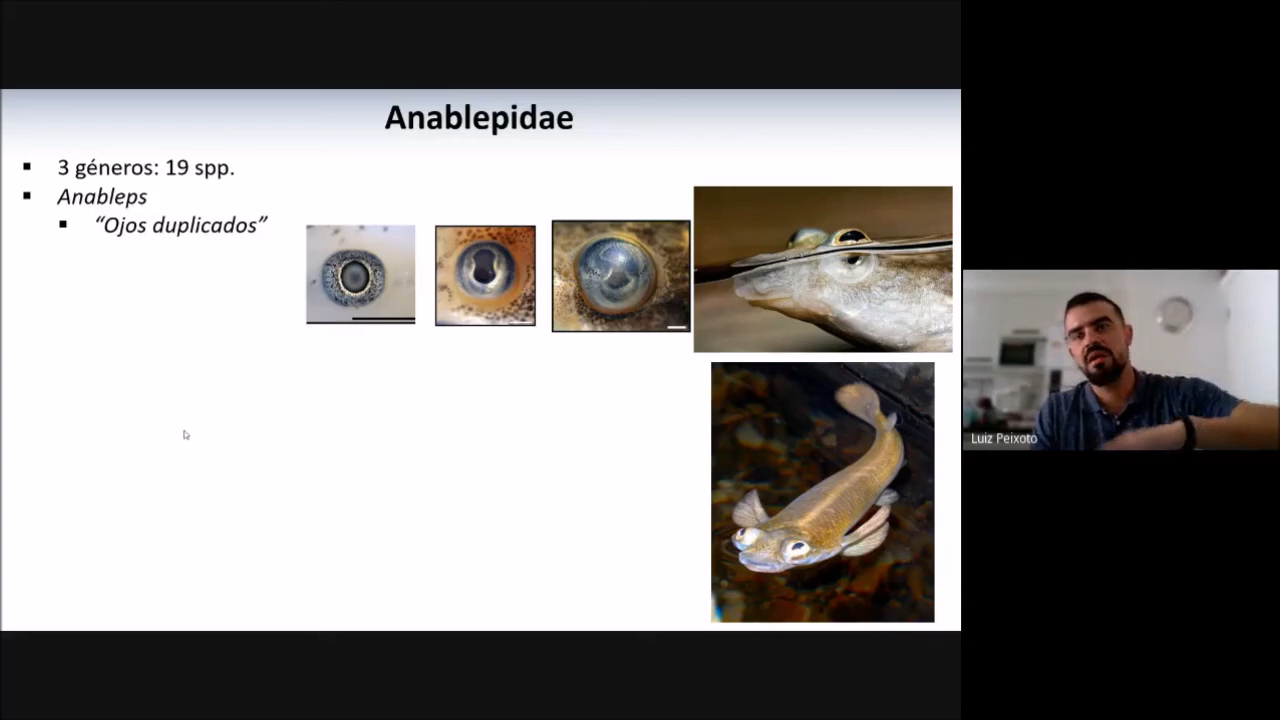 Anablepidae
3 géneros: 19 spp.
Anableps
“Ojos duplicados”
Luiz Peixoto